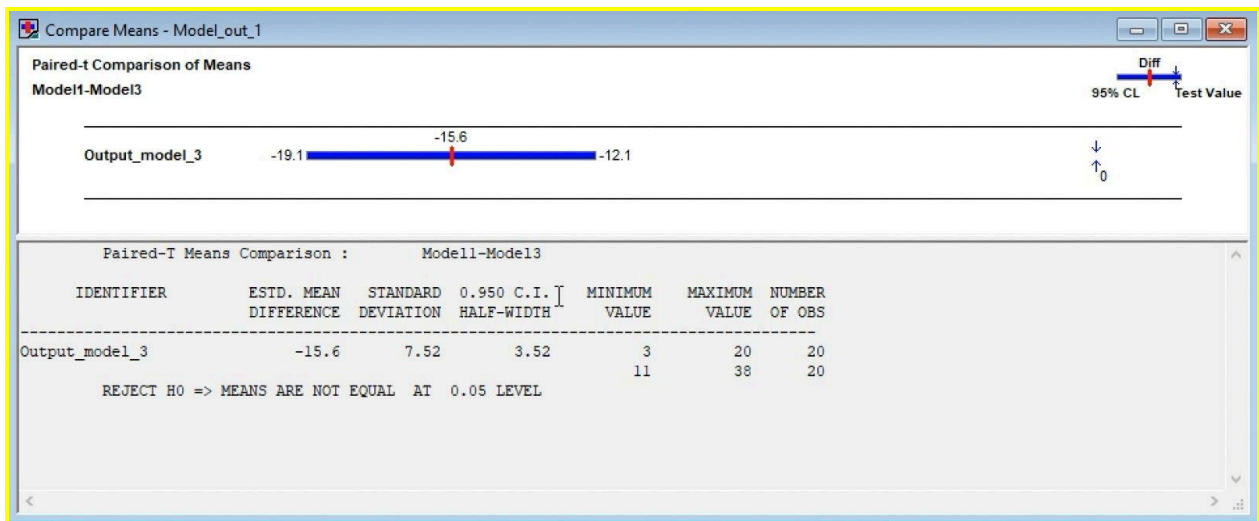 Compare Means - Model_out_1
Paired-t Comparison of Means
Model1-Model3
Diff
95% CL Test Value
-15.6
Output_model_3 -19.1 -12.1
0
Paired-T Means Comparison : Model1-Model3
IDENTIFIER ESTD. MEAN STANDARD 0.950 C.I. MINIMUM MAXIMUM NUMBER
DIFFERENCE DEVIATION HALF-WIDTH VALUE VALUE OF OBS
Output_model_3 -15.6 7.52 3.52 3 20 20
11 38 20
REJECT H0 => MEANS ARE NOT EQUAL AT 0.05 LEVEL